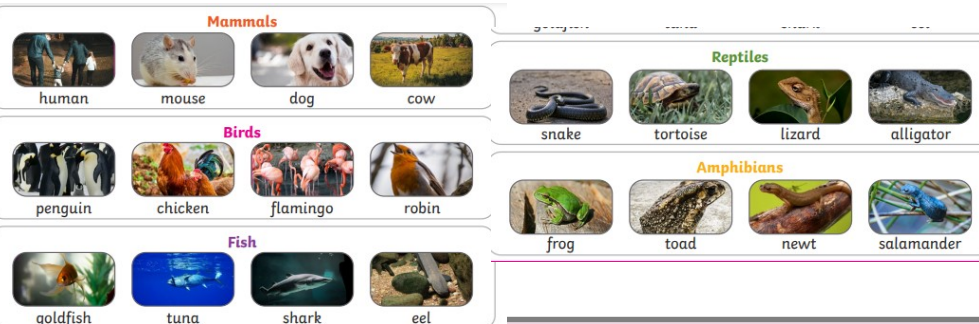 Mammals
human mouse dog cow
Birds
penguin chicken flamingo robin
Fish
goldfish tuna shark eel
Reptiles
snake tortoise lizard alligator
Amphibians
frog toad newt salamander